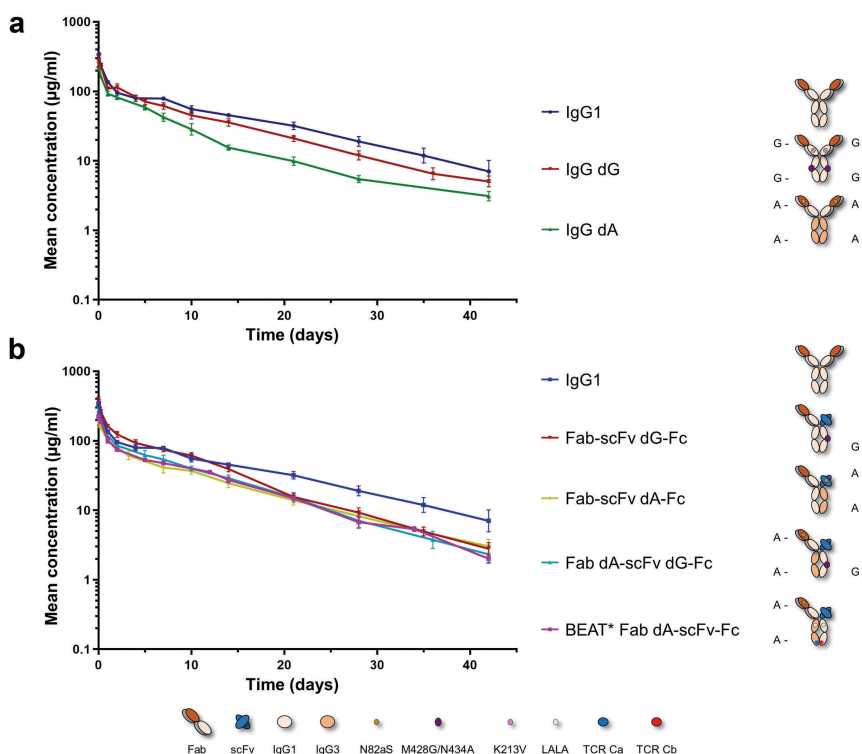 a
Mean concentration (µg/ml)
1000
100
10
1
0.1
0
10
20
30
40
Time (days)
IgG1
IgG dG
IgG dA
G -
G
G -
G
A -
A
A -
A
b
Mean concentration (µg/ml)
1000
100
10
1
0.1
0
10
20
30
40
Time (days)
IgG1
Fab-scFv dG-Fc
Fab-scFv dA-Fc
Fab dA-scFv dG-Fc
BEAT* Fab dA-scFv-Fc
G
A
A
A -
A -
G
A -
A -
Fab scFv IgG1 IgG3 N82aS M428G/N434A K213V LALA TCR Ca TCR Cb